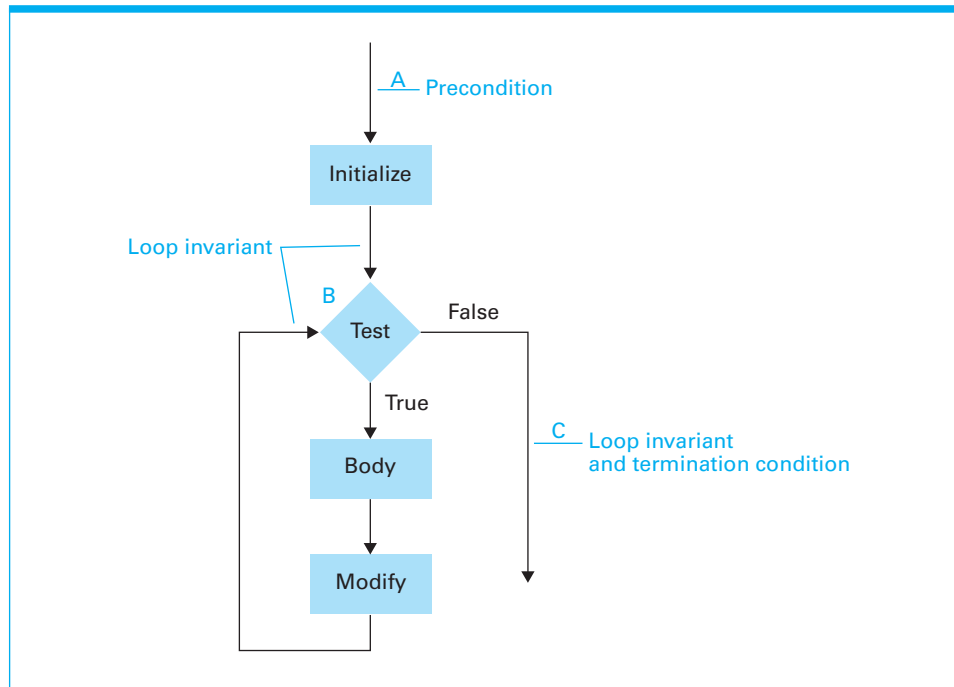 A
Precondition
Initialize
Loop invariant
B
Test
False
True
C
Loop invariant
and termination condition
Body
Modify